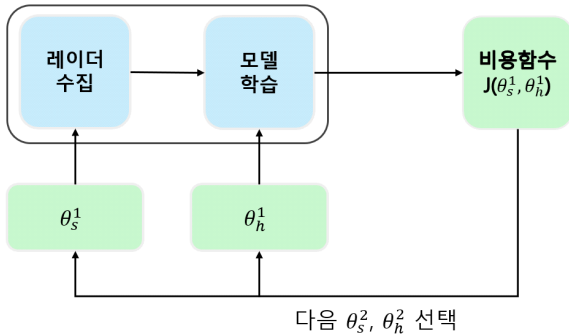 레이더
수집
모델
학습
비용함수
J(θ_s^1, θ_h^1)
θ_s^1
θ_h^1
다음 θ_s^2, θ_h^2 선택